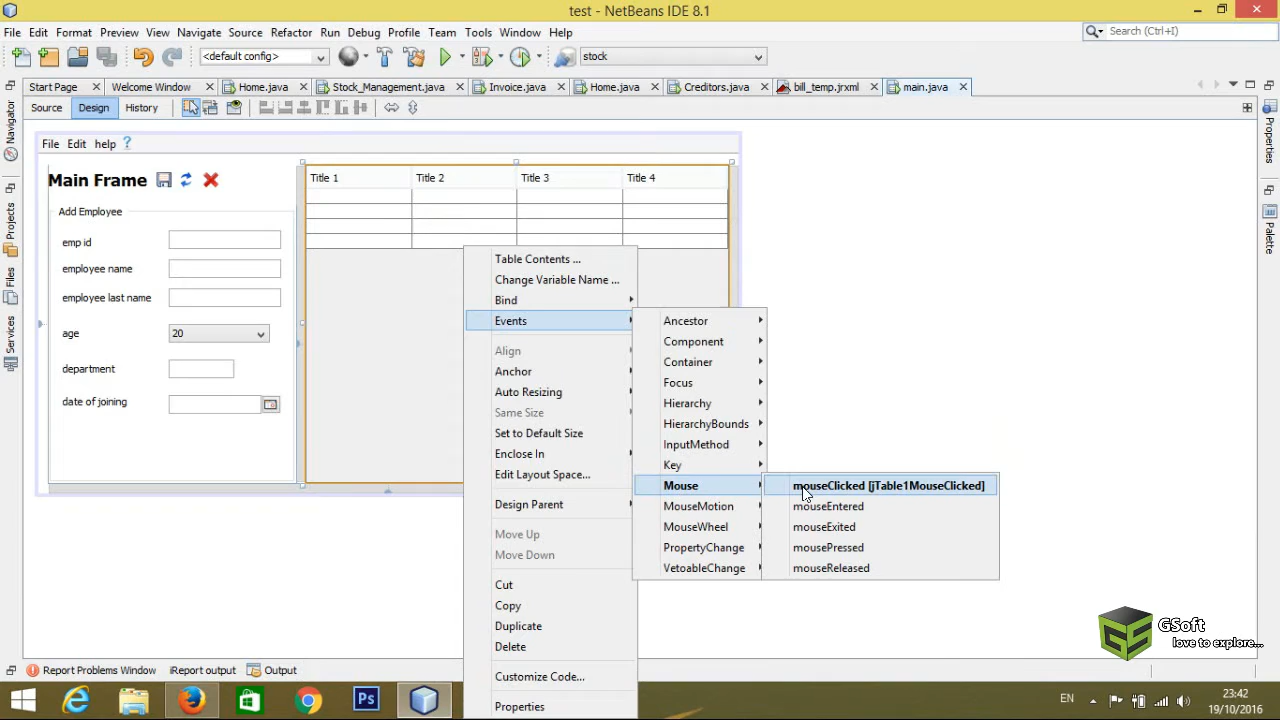 test - NetBeans IDE 8.1
File Edit Format Preview View Navigate Source Refactor Run Debug Profile Team Tools Window Help
Search (Ctrl+I)
<default config>
stock
Start Page
Welcome Window
Home.java
Stock_Management.java
Invoice.java
Home.java
Creditors.java
bill_temp.jrxml
main.java
Source Design History
Navigator
Projects
Files
Services
Properties
Palette
File Edit help ?
Main Frame
Add Employee
emp id
employee name
employee last name
age
20
department
date of joining
Title 1 Title 2 Title 3 Title 4
Table Contents ...
Change Variable Name ...
Bind
Events
Align
Anchor
Auto Resizing
Same Size
Set to Default Size
Enclose In
Edit Layout Space...
Design Parent
Move Up
Move Down
Cut
Copy
Duplicate
Delete
Customize Code...
Properties
Ancestor
Component
Container
Focus
Hierarchy
HierarchyBounds
InputMethod
Key
Mouse
MouseMotion
MouseWheel
PropertyChange
VetoableChange
mouseClicked [jTable1MouseClicked]
mouseEntered
mouseExited
mousePressed
mouseReleased
GS
GSoft
love to explore...
Report Problems Window
iReport output
Output
Ps
EN
23:42
19/10/2016